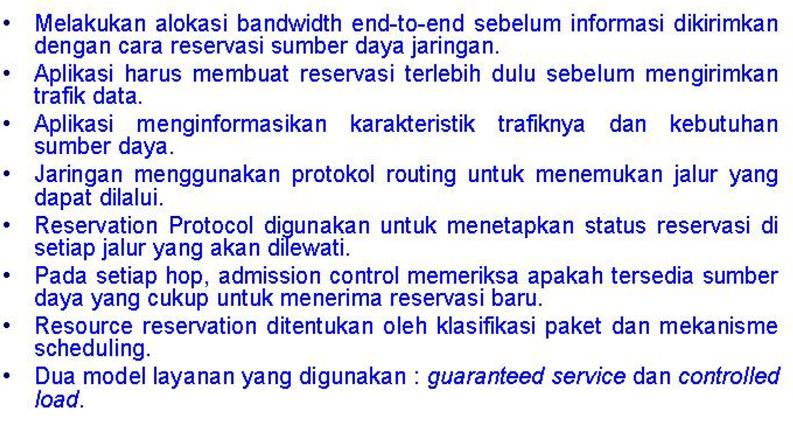 • Melakukan alokasi bandwidth end-to-end sebelum informasi dikirimkan
dengan cara reservasi sumber daya jaringan.
• Aplikasi harus membuat reservasi terlebih dulu sebelum mengirimkan
trafik data.
• Aplikasi menginformasikan karakteristik trafiknya dan kebutuhan
sumber daya.
• Jaringan menggunakan protokol routing untuk menemukan jalur yang
dapat dilalui.
• Reservation Protocol digunakan untuk menetapkan status reservasi di
setiap jalur yang akan dilewati.
• Pada setiap hop, admission control memeriksa apakah tersedia sumber
daya yang cukup untuk menerima reservasi baru.
• Resource reservation ditentukan oleh klasifikasi paket dan mekanisme
scheduling.
• Dua model layanan yang digunakan : guaranteed service dan controlled
load.